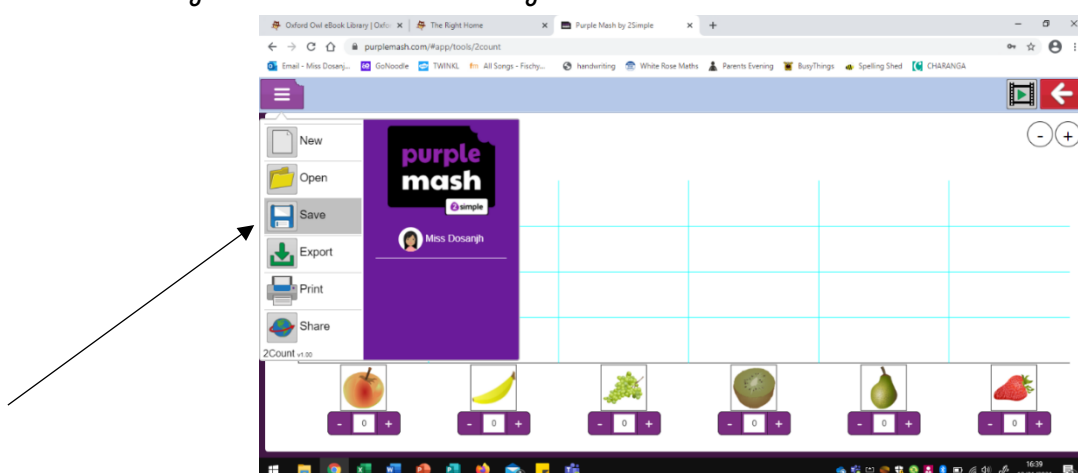 Oxford Owl eBook Library | Oxfor
The Right Home
Purple Mash by 2Simple
purplemash.com/#app/tools/2count
Email - Miss Dosanj...
GoNoodle
TWINKL
fm All Songs - Fischy...
handwriting
White Rose Maths
Parents Evening
BusyThings
Spelling Shed
CHARANGA
New
Open
Save
Export
Print
Share
2Count v1.00
purple
mash
2simple
Miss Dosanjh
- +
- 0 +
- 0 +
- 0 +
- 0 +
- 0 +
- 0 +
16:39